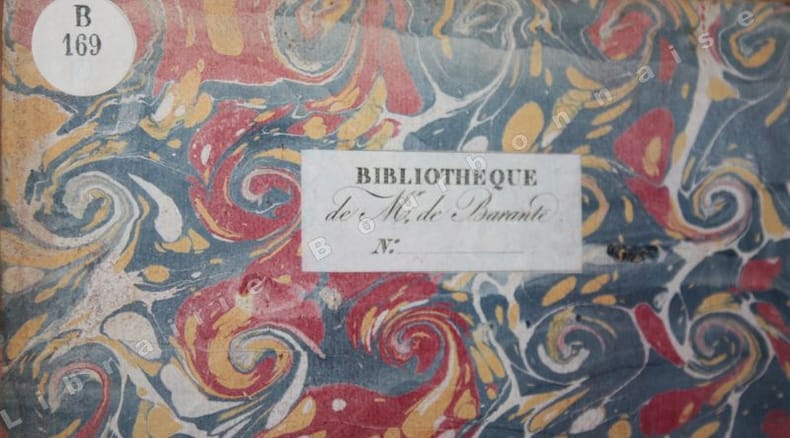 B
169
BIBLIOTHEQUE
de Mr. de Barante
N°.
Librairie Bourbonnaise